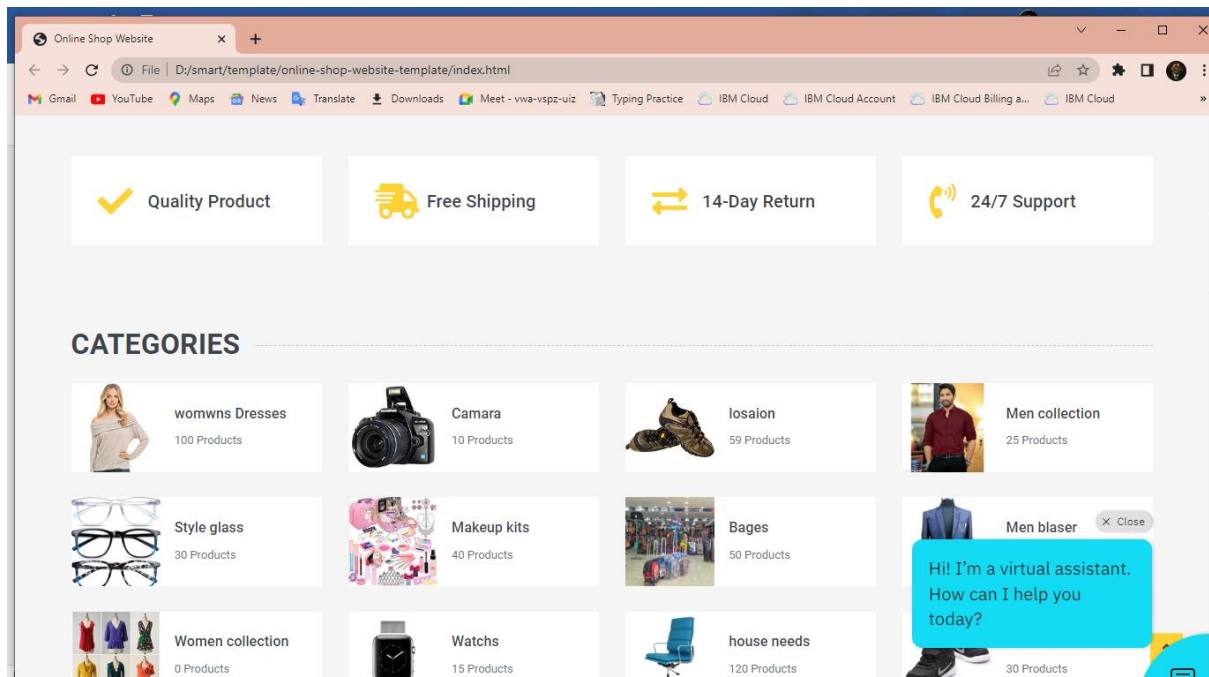 Online Shop Website
File D:/smart/template/online-shop-website-template/index.html
Gmail YouTube Maps News Translate Downloads Meet - vwa-vspz-uiz Typing Practice IBM Cloud IBM Cloud Account IBM Cloud Billing a... IBM Cloud »
Quality Product Free Shipping 14-Day Return 24/7 Support
CATEGORIES
womwns Dresses Camara losaion Men collection
100 Products 10 Products 59 Products 25 Products
Style glass Makeup kits Bages Men blaser
× Close
30 Products 40 Products 50 Products
Hi! I'm a virtual assistant.
How can I help you
today?
Women collection Watchs house needs
0 Products 15 Products 120 Products 30 Products